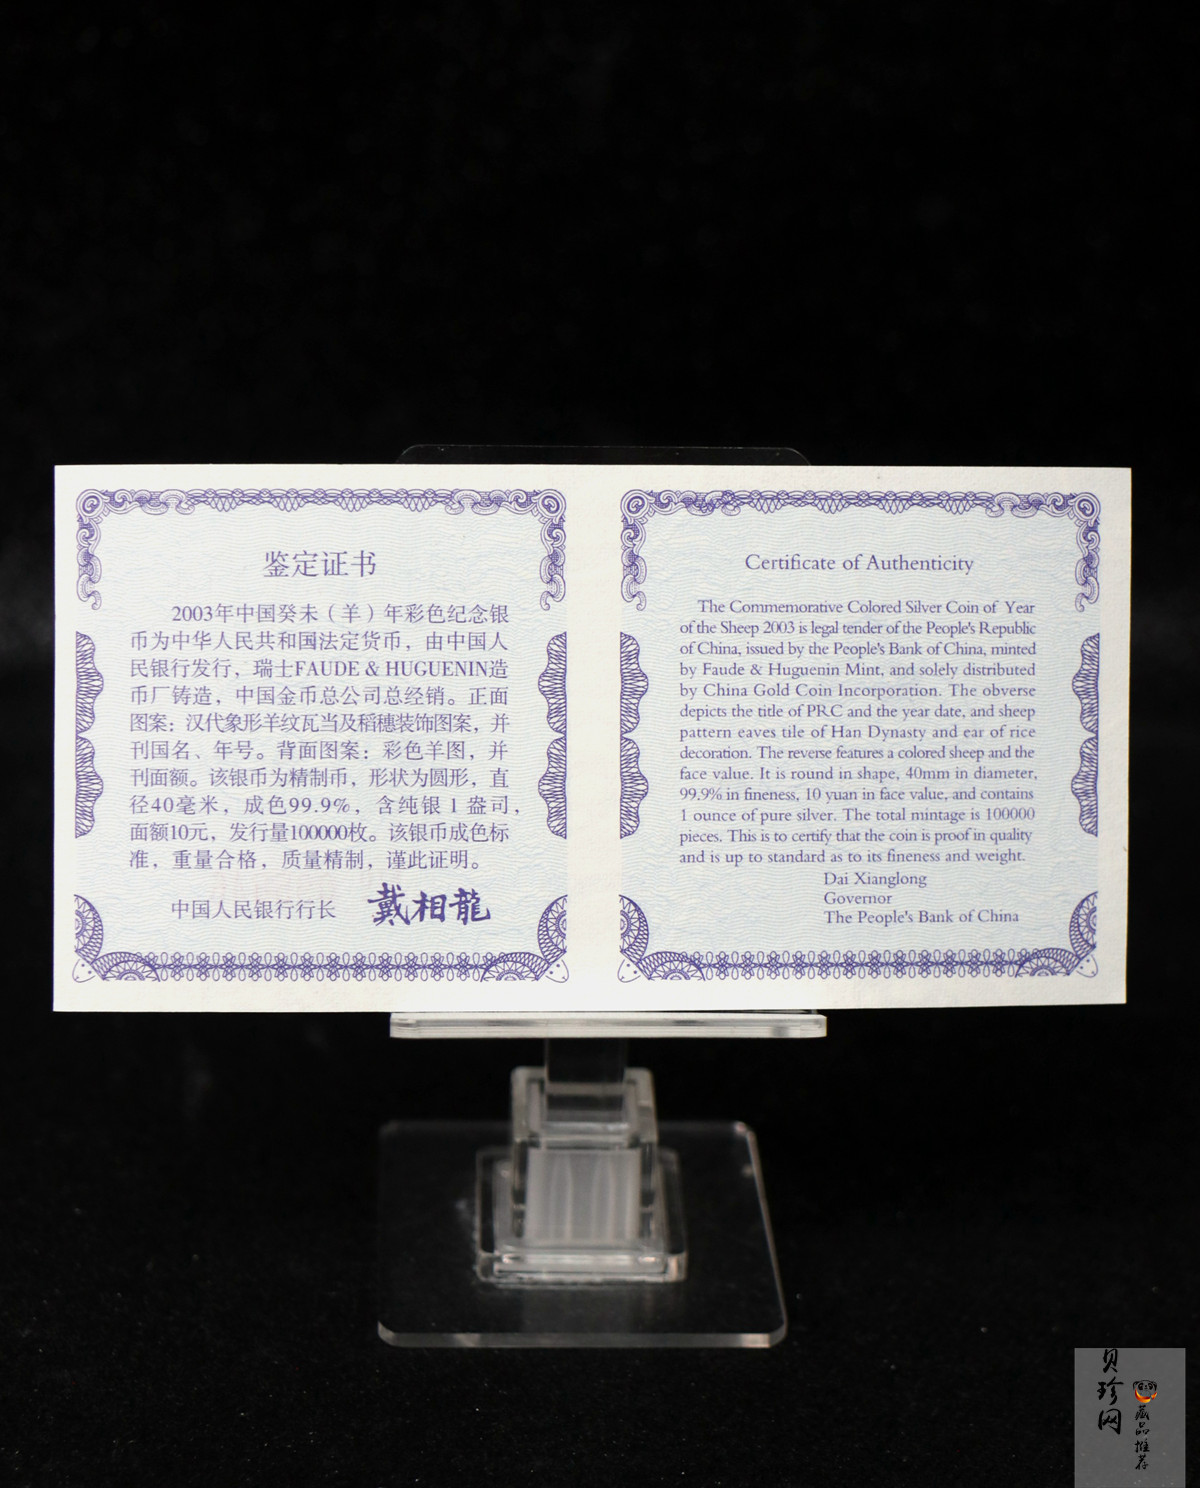 鉴定证书
2003年中国癸未（羊）年彩色纪念银
币为中华人民共和国法定货币，由中国人
民银行发行，瑞士FAUDE & HUGUENIN造
币厂铸造，中国金币总公司总经销。正面
图案：汉代象形羊纹瓦当及稻穗装饰图案，并
刊国名、年号。背面图案：彩色羊图，并
刊面额。该银币为精制币，形状为圆形，直
径40毫米，成色99.9%，含纯银1盎司，
面额10元，发行量100000枚。该银币成色标
准，重量合格，质量精制，谨此证明。
中国人民银行行长 戴相龍
Certificate of Authenticity
The Commemorative Colored Silver Coin of Year
of the Sheep 2003 is legal tender of the People's Republic
of China, issued by the People's Bank of China, minted
by Faude & Huguenin Mint, and solely distributed
by China Gold Coin Incorporation. The obverse
depicts the title of PRC and the year date, and sheep
pattern eaves tile of Han Dynasty and ear of rice
decoration. The reverse features a colored sheep and the
face value. It is round in shape, 40mm in diameter,
99.9% in fineness, 10 yuan in face value, and contains
1 ounce of pure silver. The total mintage is 100000
pieces. This is to certify that the coin is proof in quality
and is up to standard as to its fineness and weight.
Dai Xianglong
Governor
The People's Bank of China
贝珍网
藏品推荐